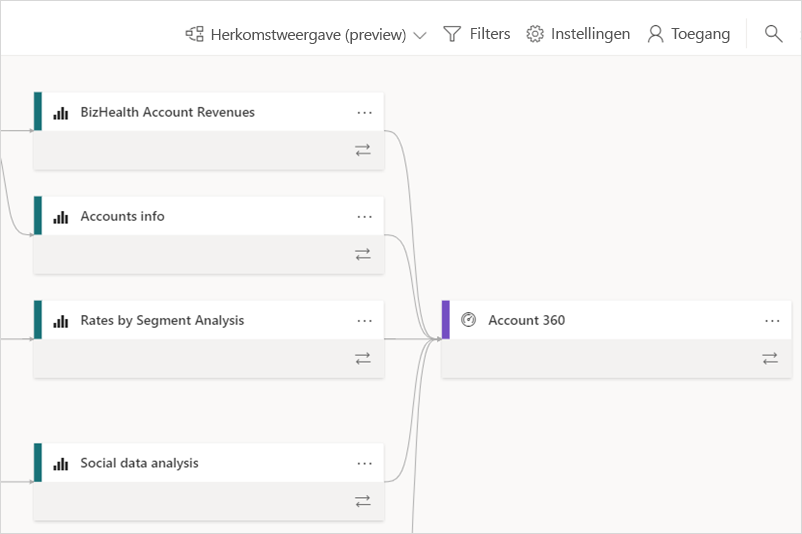 Herkomstweergave (preview) Filters Instellingen Toegang
BizHealth Account Revenues
Accounts info
Rates by Segment Analysis
Account 360
Social data analysis